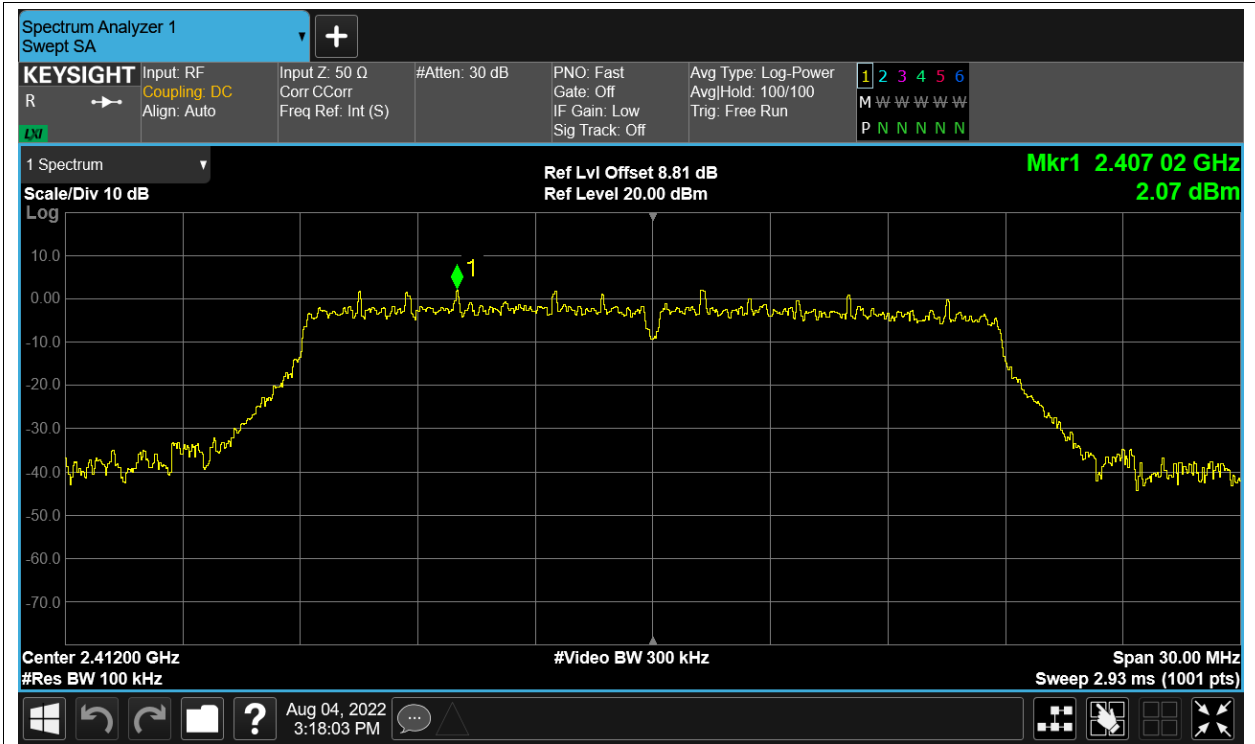 Spectrum Analyzer 1
Swept SA
KEYSIGHT
R
LXI
Input: RF
Coupling: DC
Align: Auto
Input Z: 50 Ω
Corr CCorr
Freq Ref: Int (S)
#Atten: 30 dB
PNO: Fast
Gate: Off
IF Gain: Low
Sig Track: Off
Avg Type: Log-Power
Avg|Hold: 100/100
Trig: Free Run
1 2 3 4 5 6
M W W W W W
P N N N N N
1 Spectrum
Scale/Div 10 dB
Ref Lvl Offset 8.81 dB
Ref Level 20.00 dBm
Mkr1 2.407 02 GHz
2.07 dBm
Log
10.0
0.00
-10.0
-20.0
-30.0
-40.0
-50.0
-60.0
-70.0
1
Center 2.41200 GHz
#Res BW 100 kHz
#Video BW 300 kHz
Span 30.00 MHz
Sweep 2.93 ms (1001 pts)
?
Aug 04, 2022
3:18:03 PM